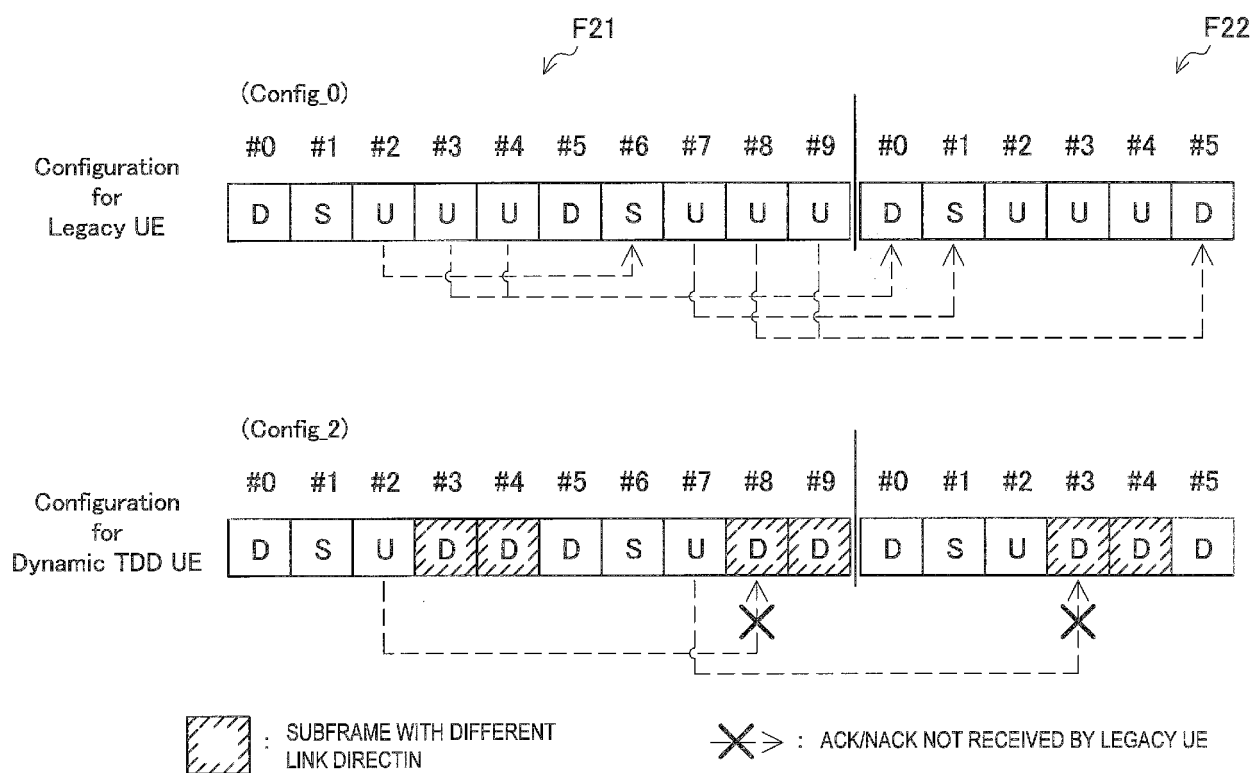 F21
F22
(Config_0)
#0 #1 #2 #3 #4 #5 #6 #7 #8 #9 #0 #1 #2 #3 #4 #5
Configuration
for
Legacy UE
D S U U U D S U U U D S U U U D
(Config_2)
#0 #1 #2 #3 #4 #5 #6 #7 #8 #9 #0 #1 #2 #3 #4 #5
Configuration
for
Dynamic TDD UE
D S U D D D S U D D D S U D D D
: SUBFRAME WITH DIFFERENT
LINK DIRECTIN
: ACK/NACK NOT RECEIVED BY LEGACY UE